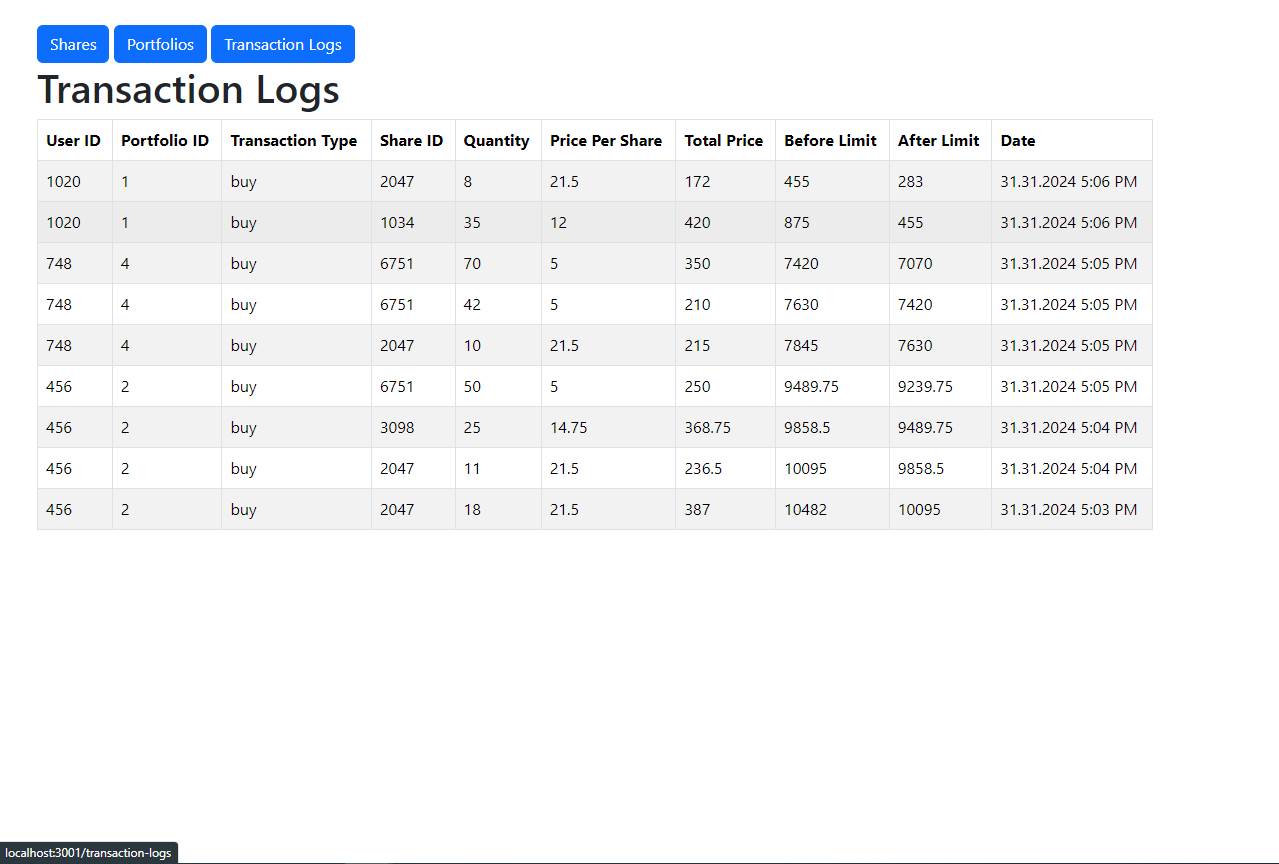 Shares Portfolios Transaction Logs
Transaction Logs
User ID Portfolio ID Transaction Type Share ID Quantity Price Per Share Total Price Before Limit After Limit Date
1020 1 buy 2047 8 21.5 172 455 283 31.31.2024 5:06 PM
1020 1 buy 1034 35 12 420 875 455 31.31.2024 5:06 PM
748 4 buy 6751 70 5 350 7420 7070 31.31.2024 5:05 PM
748 4 buy 6751 42 5 210 7630 7420 31.31.2024 5:05 PM
748 4 buy 2047 10 21.5 215 7845 7630 31.31.2024 5:05 PM
456 2 buy 6751 50 5 250 9489.75 9239.75 31.31.2024 5:05 PM
456 2 buy 3098 25 14.75 368.75 9858.5 9489.75 31.31.2024 5:04 PM
456 2 buy 2047 11 21.5 236.5 10095 9858.5 31.31.2024 5:04 PM
456 2 buy 2047 18 21.5 387 10482 10095 31.31.2024 5:03 PM
localhost:3001/transaction-logs